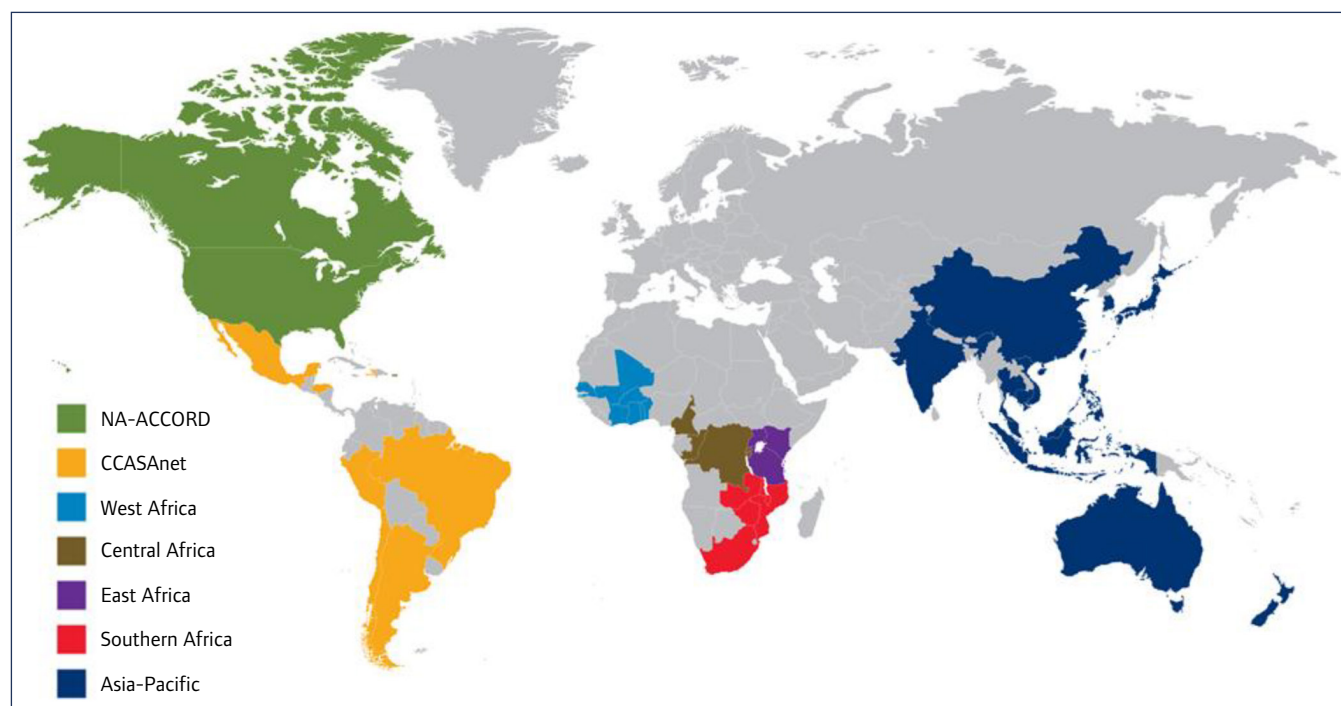 NA-ACCORD
CCASAnet
West Africa
Central Africa
East Africa
Southern Africa
Asia-Pacific